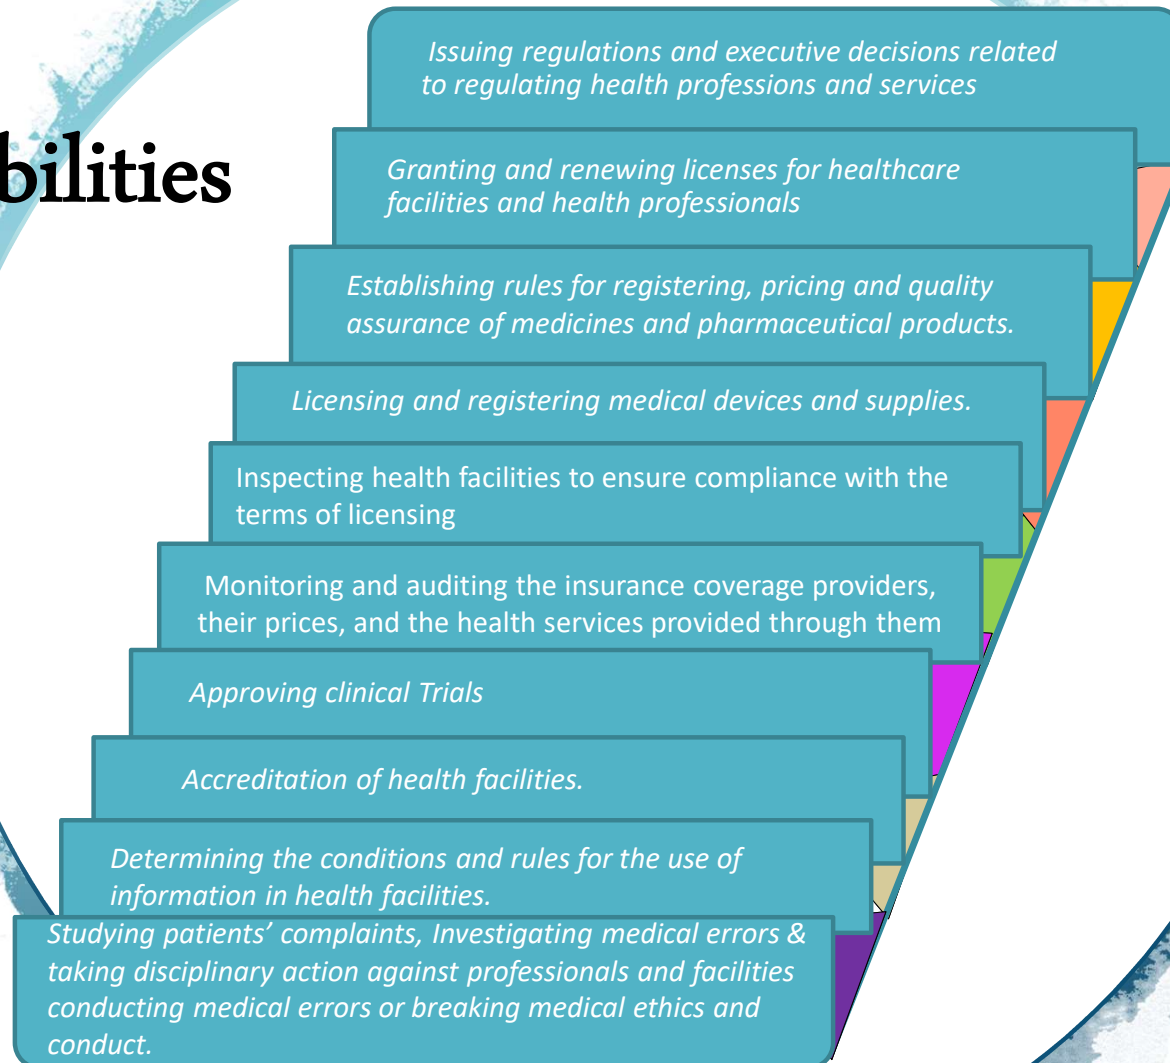 bilities
Issuing regulations and executive decisions related
to regulating health professions and services
Granting and renewing licenses for healthcare
facilities and health professionals
Establishing rules for registering, pricing and quality
assurance of medicines and pharmaceutical products.
Licensing and registering medical devices and supplies.
Inspecting health facilities to ensure compliance with the
terms of licensing
Monitoring and auditing the insurance coverage providers,
their prices, and the health services provided through them
Approving clinical Trials
Accreditation of health facilities.
Determining the conditions and rules for the use of
information in health facilities.
Studying patients’ complaints, Investigating medical errors &
taking disciplinary action against professionals and facilities
conducting medical errors or breaking medical ethics and
conduct.